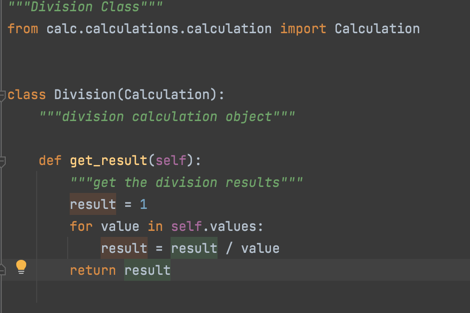 """Division Class"""
from calc.calculations.calculation import Calculation
class Division(Calculation):
    """division calculation object"""
    def get_result(self):
        """get the division results"""
        result = 1
        for value in self.values:
            result = result / value
        return result